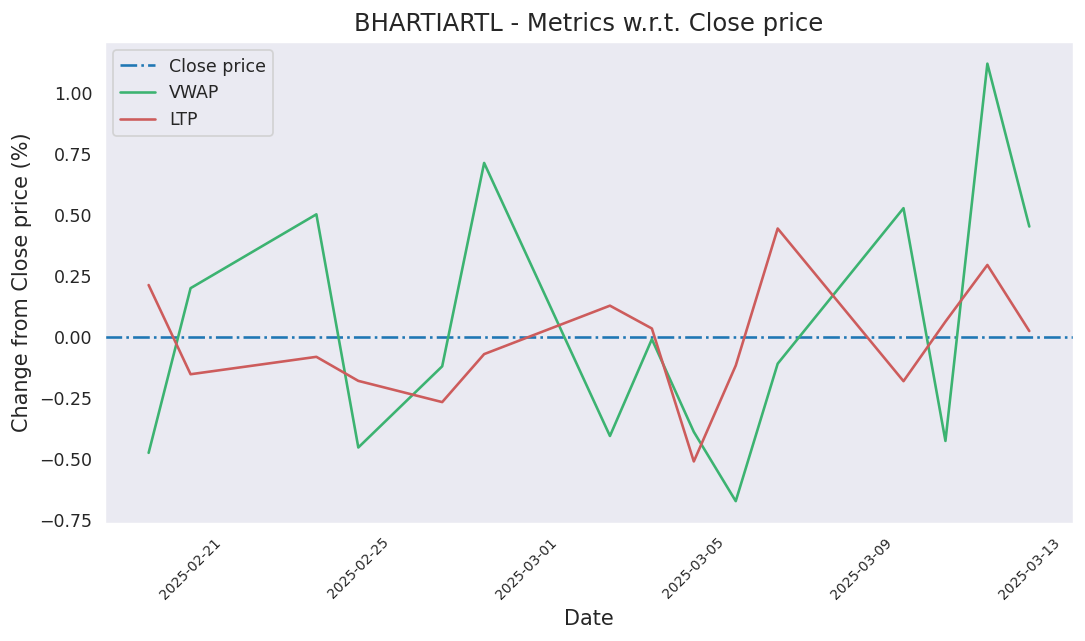 BHARTIARTL - Metrics w.r.t. Close price
Close price
VWAP
LTP
Change from Close price (%)
1.00
0.75
0.50
0.25
0.00
−0.25
−0.50
−0.75
2025-02-21
2025-02-25
2025-03-01
2025-03-05
2025-03-09
2025-03-13
Date